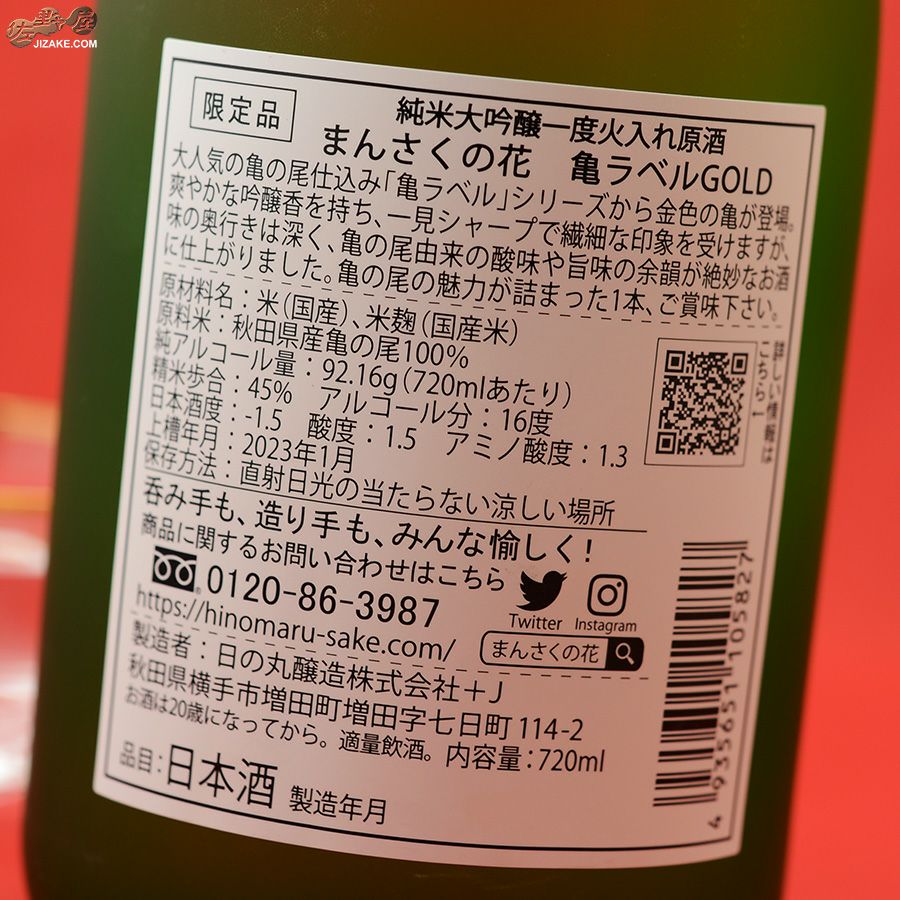 佐野屋
JIZAKE.COM
限定品
純米大吟醸一度火入れ原酒
まんさくの花 亀ラベルGOLD
大人気の亀の尾仕込み「亀ラベル」シリーズから金色の亀が登場。
爽やかな吟醸香を持ち、一見シャープで繊細な印象を受けますが、
味の奥行きは深く、亀の尾由来の酸味や旨味の余韻が絶妙なお酒
に仕上がりました。亀の尾の魅力が詰まった1本、ご賞味下さい。
原材料名：米（国産）、米麹（国産米）
原料米：秋田県産亀の尾100%
純アルコール量：92.16g（720mlあたり）
精米歩合：45% アルコール分：16度
日本酒度：-1.5 酸度：1.5 アミノ酸度：1.3
上槽年月：2023年1月
保存方法：直射日光の当たらない涼しい場所
詳しい情報は
こちら↓
呑み手も、造り手も、みんな愉しく！
商品に関するお問い合わせはこちら
0120-86-3987
https://hinomaru-sake.com/
Twitter
Instagram
まんさくの花
製造者：日の丸醸造株式会社＋J
秋田県横手市増田町増田字七日町114-2
お酒は20歳になってから。適量飲酒。内容量：720ml
品目：日本酒 製造年月
4 935651 105827